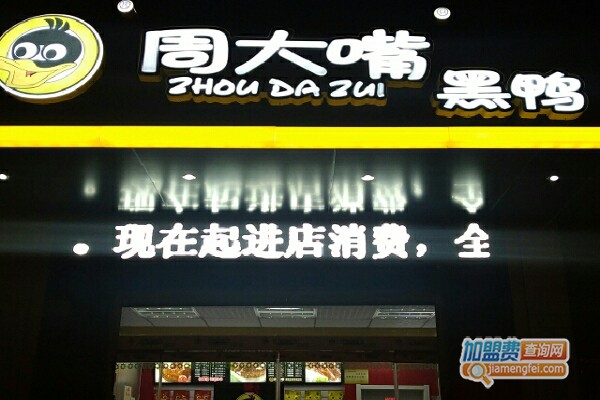 周大嘴
ZHOU DA ZUI
黑鸭
。现在起进店消费，全
加盟费查询网
jiamengfei.com